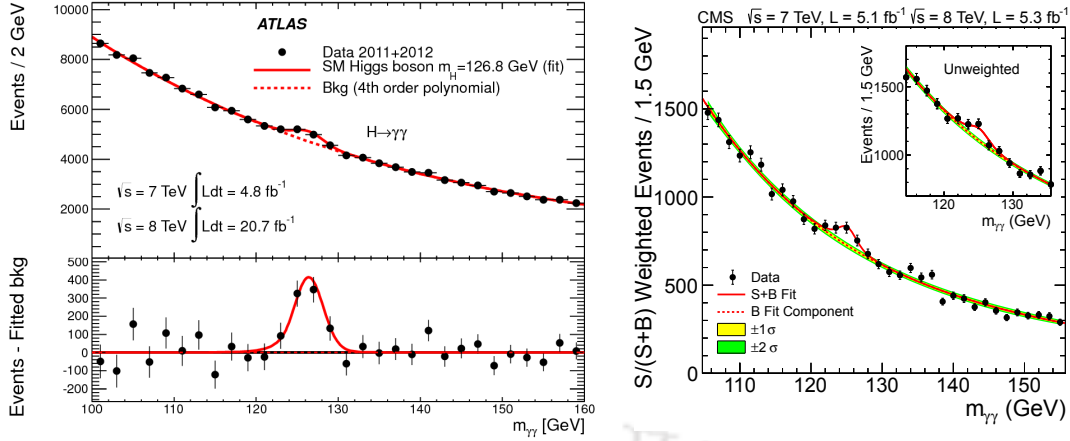 ATLAS
Data 2011+2012
SM Higgs boson mH=126.8 GeV (fit)
Bkg (4th order polynomial)
H→γγ
√s = 7 TeV ∫Ldt = 4.8 fb-1
√s = 8 TeV ∫Ldt = 20.7 fb-1
Events / 2 GeV
10000
8000
6000
4000
2000
Events - Fitted bkg
500
400
300
200
100
0
-100
-200
100 110 120 130 140 150 160
mγγ [GeV]
CMS √s = 7 TeV, L = 5.1 fb-1 √s = 8 TeV, L = 5.3 fb-1
S/(S+B) Weighted Events / 1.5 GeV
1500
1000
500
0
Unweighted
Events / 1.5 GeV
1500
1000
120 130
mγγ (GeV)
Data
S+B Fit
B Fit Component
±1σ
±2 σ
110 120 130 140 150
mγγ (GeV)